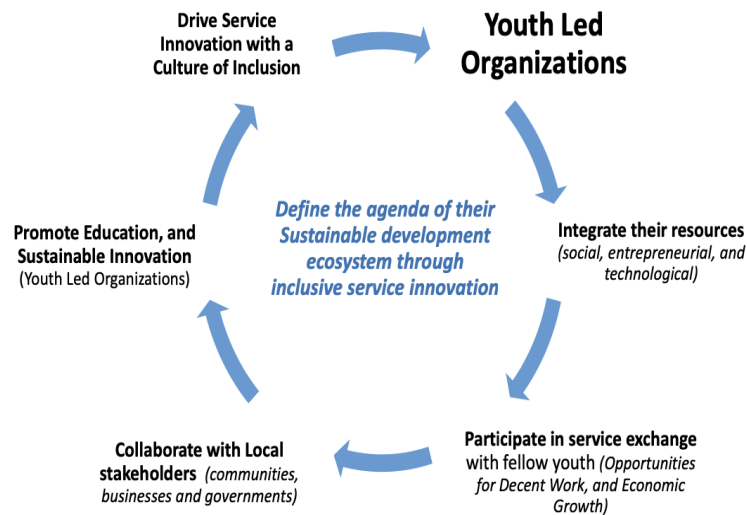 Youth Led
Organizations
Integrate their resources
(social, entrepreneurial, and
technological)
Participate in service exchange
with fellow youth (Opportunities
for Decent Work, and Economic
Growth)
Collaborate with Local
stakeholders (communities,
businesses and governments)
Promote Education, and
Sustainable Innovation
(Youth Led Organizations)
Drive Service
Innovation with a
Culture of Inclusion
Define the agenda of their
Sustainable development
ecosystem through
inclusive service innovation